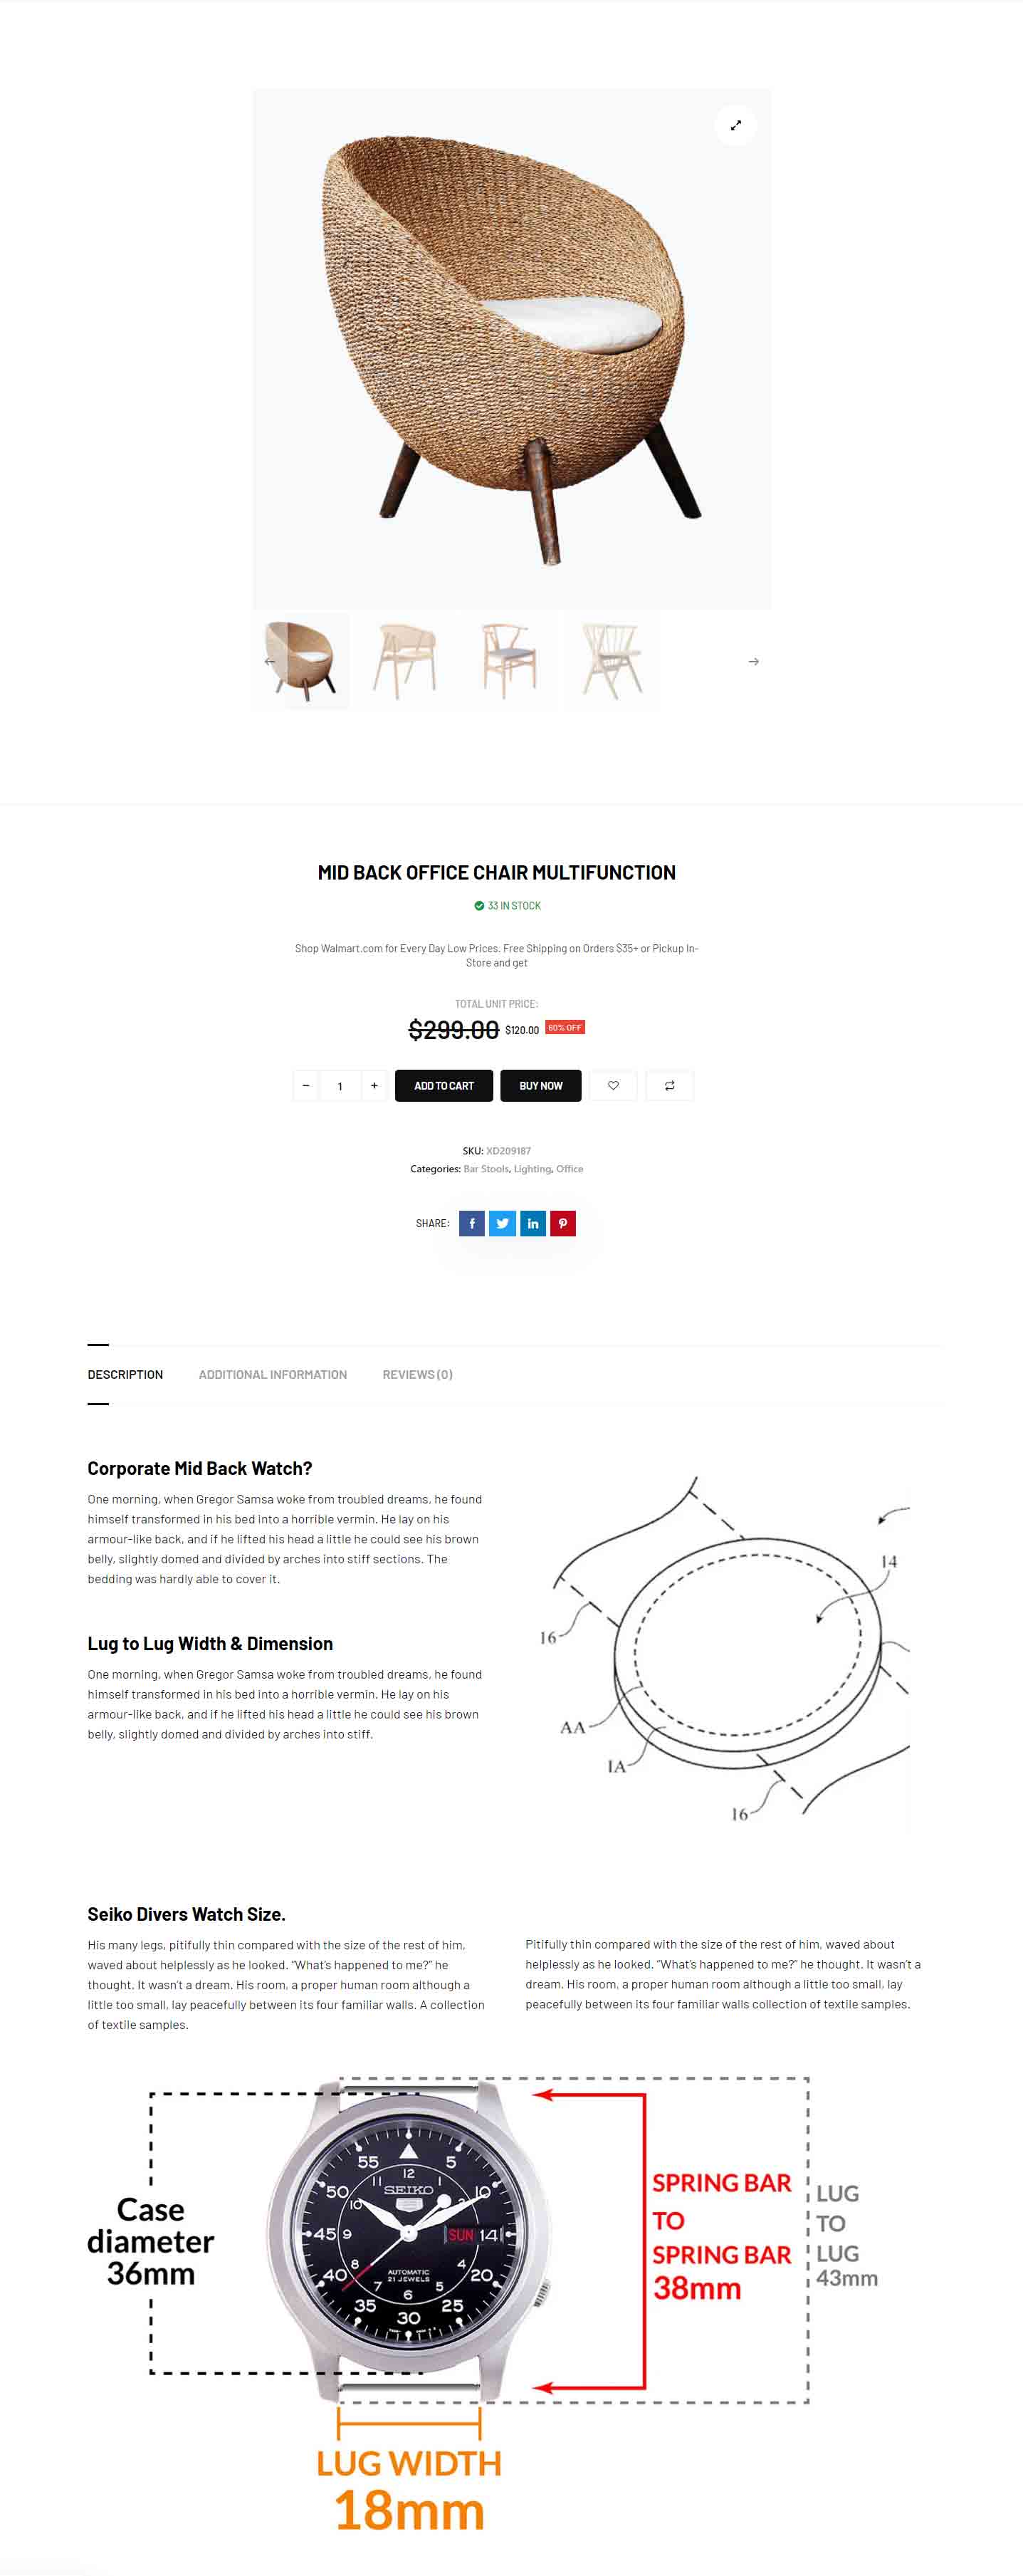 MID BACK OFFICE CHAIR MULTIFUNCTION
33 IN STOCK
Shop Walmart.com for Every Day Low Prices. Free Shipping on Orders $35+ or Pickup In-
Store and get
TOTAL UNIT PRICE:
$299.00 $120.00 60% OFF
− 1 + ADD TO CART BUY NOW
SKU: XD209187
Categories: Bar Stools, Lighting, Office
SHARE:
DESCRIPTION ADDITIONAL INFORMATION REVIEWS (0)
Corporate Mid Back Watch?
One morning, when Gregor Samsa woke from troubled dreams, he found
himself transformed in his bed into a horrible vermin. He lay on his
armour-like back, and if he lifted his head a little he could see his brown
belly, slightly domed and divided by arches into stiff sections. The
bedding was hardly able to cover it.
Lug to Lug Width & Dimension
One morning, when Gregor Samsa woke from troubled dreams, he found
himself transformed in his bed into a horrible vermin. He lay on his
armour-like back, and if he lifted his head a little he could see his brown
belly, slightly domed and divided by arches into stiff.
14
16
AA
1A
16
Seiko Divers Watch Size.
His many legs, pitifully thin compared with the size of the rest of him,
waved about helplessly as he looked. "What's happened to me?" he
thought. It wasn't a dream. His room, a proper human room although a
little too small, lay peacefully between its four familiar walls. A collection
of textile samples.
Pitifully thin compared with the size of the rest of him, waved about
helplessly as he looked. "What's happened to me?" he thought. It wasn't a
dream. His room, a proper human room although a little too small, lay
peacefully between its four familiar walls collection of textile samples.
Case
diameter
36mm
55 5
11 12 1
50 SEIKO 10
10 2
45 9 SUN 14
8 4
40 AUTOMATIC 20
21 JEWELS
7 6 5
35 30 25
SPRING BAR
TO
SPRING BAR
38mm
LUG
TO
LUG
43mm
LUG WIDTH
18mm